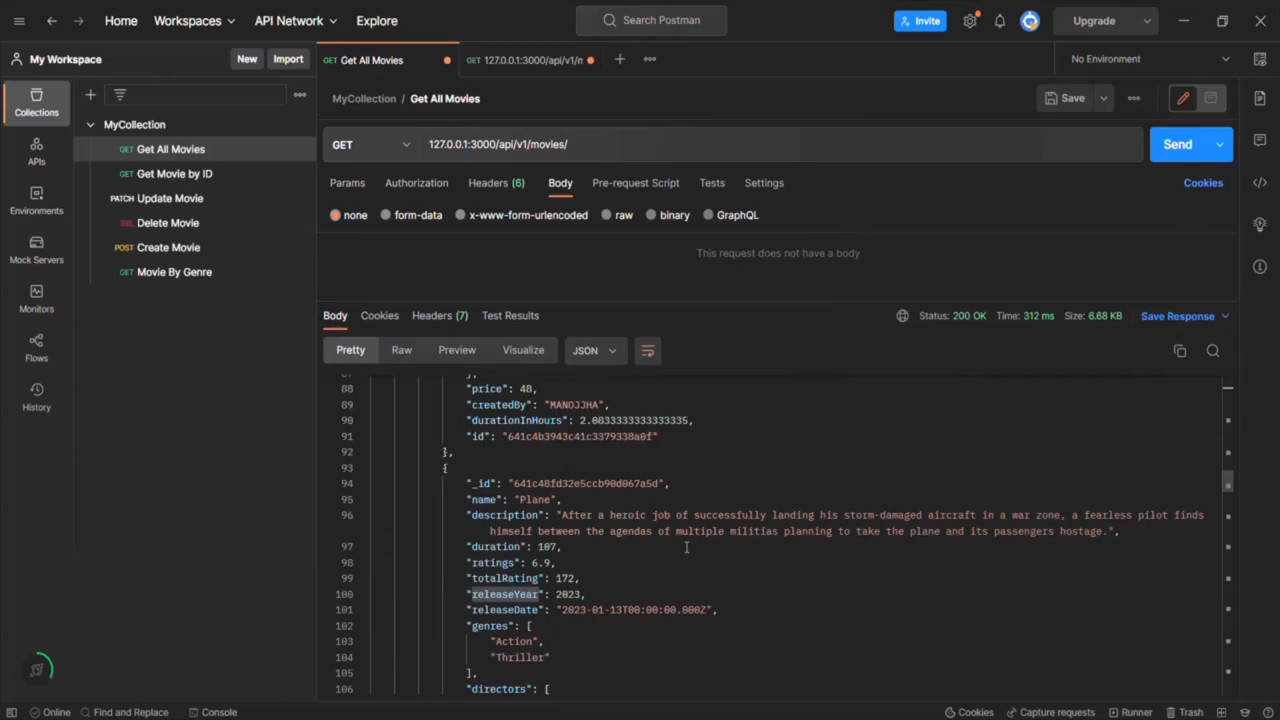 Home Workspaces API Network Explore Search Postman Invite Upgrade
My Workspace New Import GET Get All Movies GET 127.0.0.1:3000/api/v1/m No Environment
Collections
APIs
Environments
Mock Servers
Monitors
Flows
History
MyCollection
GET Get All Movies
GET Get Movie by ID
PATCH Update Movie
DEL Delete Movie
POST Create Movie
GET Movie By Genre
MyCollection / Get All Movies Save
GET 127.0.0.1:3000/api/v1/movies/ Send
Params Authorization Headers (6) Body Pre-request Script Tests Settings Cookies
none form-data x-www-form-urlencoded raw binary GraphQL
This request does not have a body
Body Cookies Headers (7) Test Results Status: 200 OK Time: 312 ms Size: 6.68 KB Save Response
Pretty Raw Preview Visualize JSON
87 ],
88 "price": 48,
89 "createdBy": "MANOJJHA",
90 "durationInHours": 2.0833333333333335,
91 "id": "641c4b3943c41c3379338a0f"
92 },
93 {
94 "_id": "641c48fd32e5ccb90d067a5d",
95 "name": "Plane",
96 "description": "After a heroic job of successfully landing his storm-damaged aircraft in a war zone, a fearless pilot finds
himself between the agendas of multiple militias planning to take the plane and its passengers hostage.",
97 "duration": 107,
98 "ratings": 6.9,
99 "totalRating": 172,
100 "releaseYear": 2023,
101 "releaseDate": "2023-01-13T00:00:00.000Z",
102 "genres": [
103 "Action",
104 "Thriller"
105 ],
106 "directors": [
Online Find and Replace Console Cookies Capture requests Runner Trash